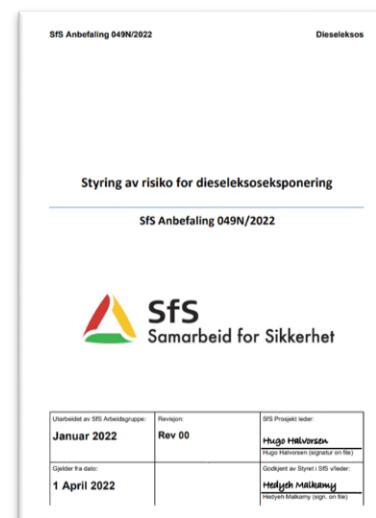 SfS Anbefaling 049N/2022 Dieseleksos
Styring av risiko for dieseleksoseksponering
SfS Anbefaling 049N/2022
SfS
Samarbeid for Sikkerhet
Utarbeidet av SfS Arbeidsgruppe: Revisjon: SfS Prosjekt leder:
Januar 2022 Rev 00 Hugo Halvorsen
Hugo Halvorsen (signatur on file)
Gjelder fra dato: Godkjent av Styret i SfS v/leder:
1 April 2022 Hedyeh Malkamy
Hedyeh Malkamy (sign. on file)